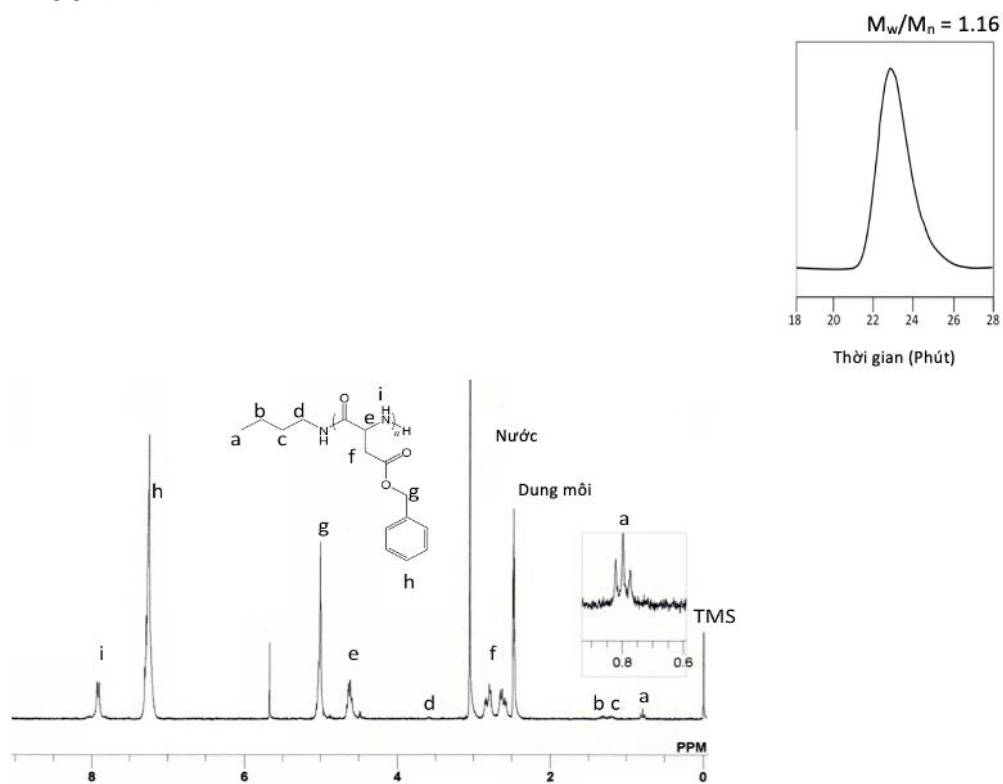 Mw/Mn = 1.16
18 20 22 24 26 28
Thời gian (Phút)
O
H
i
b
d
e
N
a
c
N
H
n
H
f
O
O
g
h
Nước
Dung môi
h
g
i
e
d
f
a
0.8 0.6
TMS
b c a
PPM
8 6 4 2 0